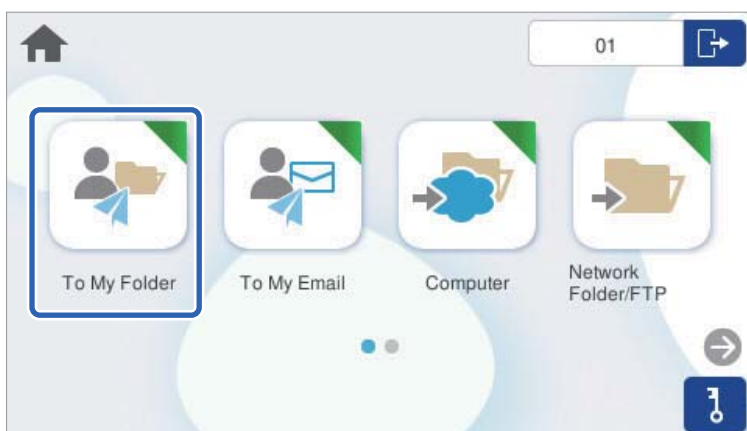 01
To My Folder
To My Email
Computer
Network
Folder/FTP